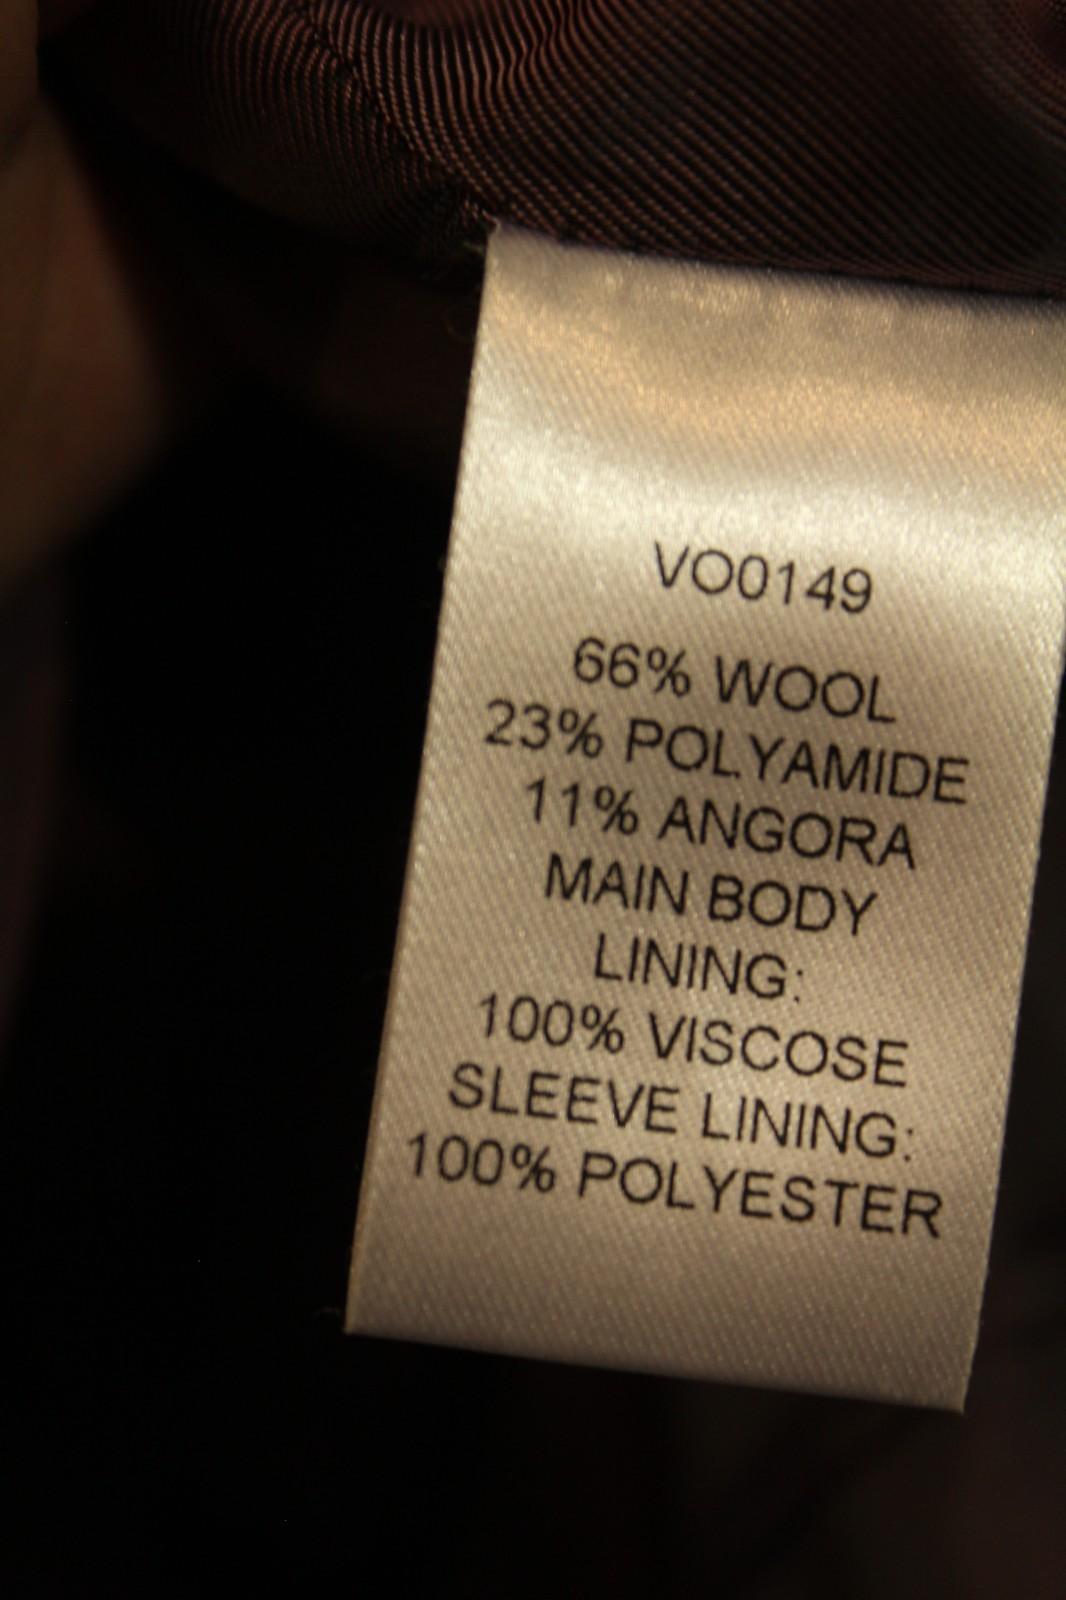 VO0149
66% WOOL
23% POLYAMIDE
11% ANGORA
MAIN BODY
LINING:
100% VISCOSE
SLEEVE LINING:
100% POLYESTER